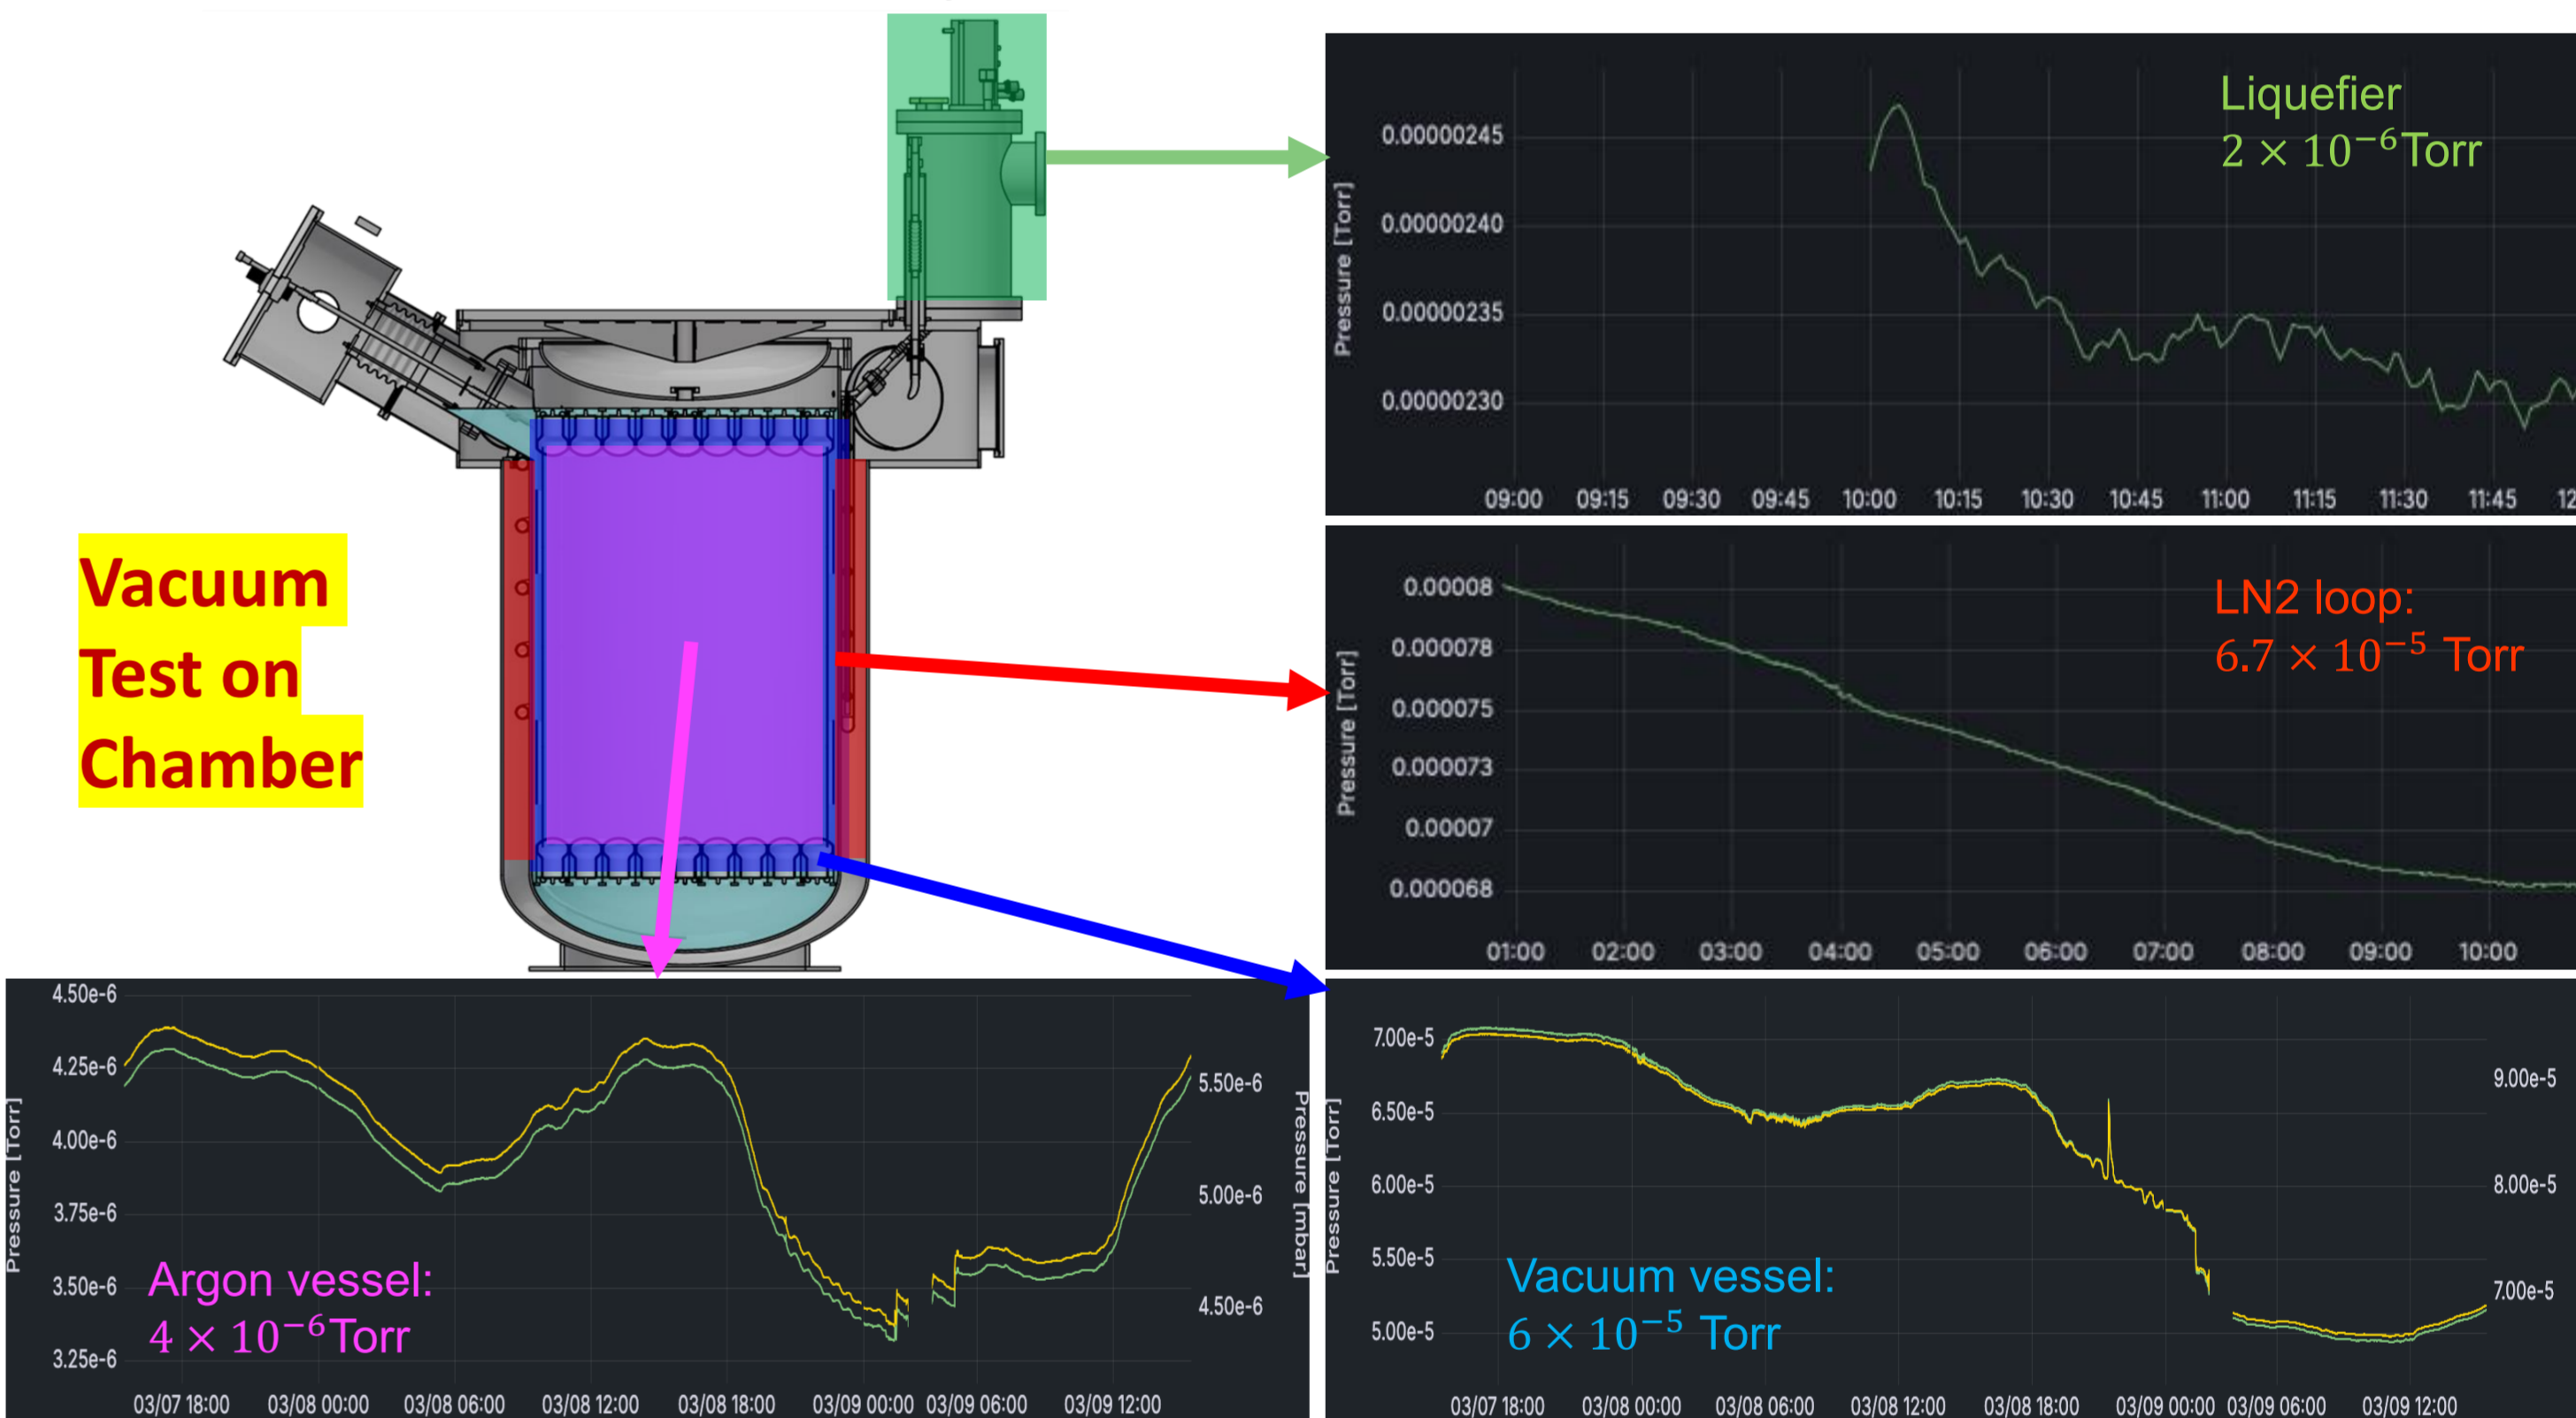 Vacuum
Test on
Chamber
Liquefier
2 × 10⁻⁶ Torr
Pressure [Torr]
0.00000245
0.00000240
0.00000235
0.00000230
09:00 09:15 09:30 09:45 10:00 10:15 10:30 10:45 11:00 11:15 11:30 11:45 12
LN2 loop:
6.7 × 10⁻⁵ Torr
Pressure [Torr]
0.00008
0.000078
0.000075
0.000073
0.00007
0.000068
01:00 02:00 03:00 04:00 05:00 06:00 07:00 08:00 09:00 10:00
Argon vessel:
4 × 10⁻⁶ Torr
Pressure [Torr]
4.50e-6
4.25e-6
4.00e-6
3.75e-6
3.50e-6
3.25e-6
5.50e-6
5.00e-6
4.50e-6
Pressure [mbar]
03/07 18:00 03/08 00:00 03/08 06:00 03/08 12:00 03/08 18:00 03/09 00:00 03/09 06:00 03/09 12:00
Vacuum vessel:
6 × 10⁻⁵ Torr
Pressure [Torr]
7.00e-5
6.50e-5
6.00e-5
5.50e-5
5.00e-5
9.00e-5
8.00e-5
7.00e-5
03/07 18:00 03/08 00:00 03/08 06:00 03/08 12:00 03/08 18:00 03/09 00:00 03/09 06:00 03/09 12:00